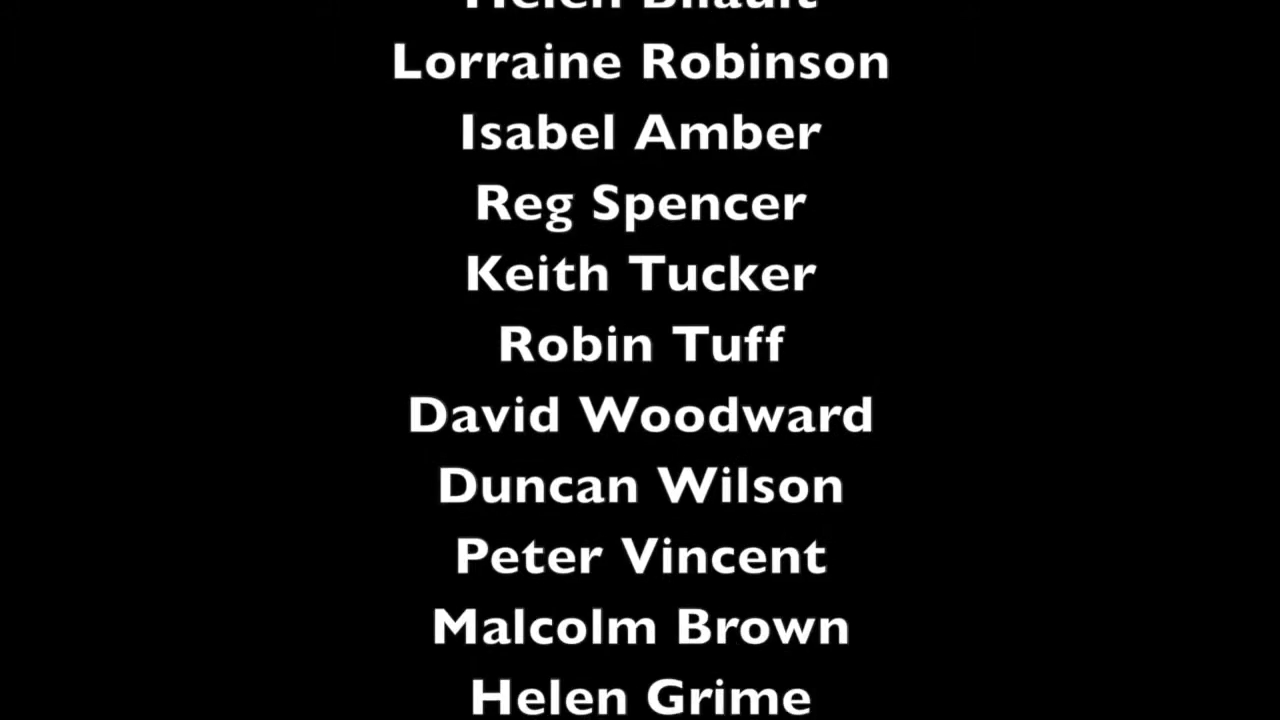 Helen
Lorraine Robinson
Isabel Amber
Reg Spencer
Keith Tucker
Robin Tuff
David Woodward
Duncan Wilson
Peter Vincent
Malcolm Brown
Helen Grime